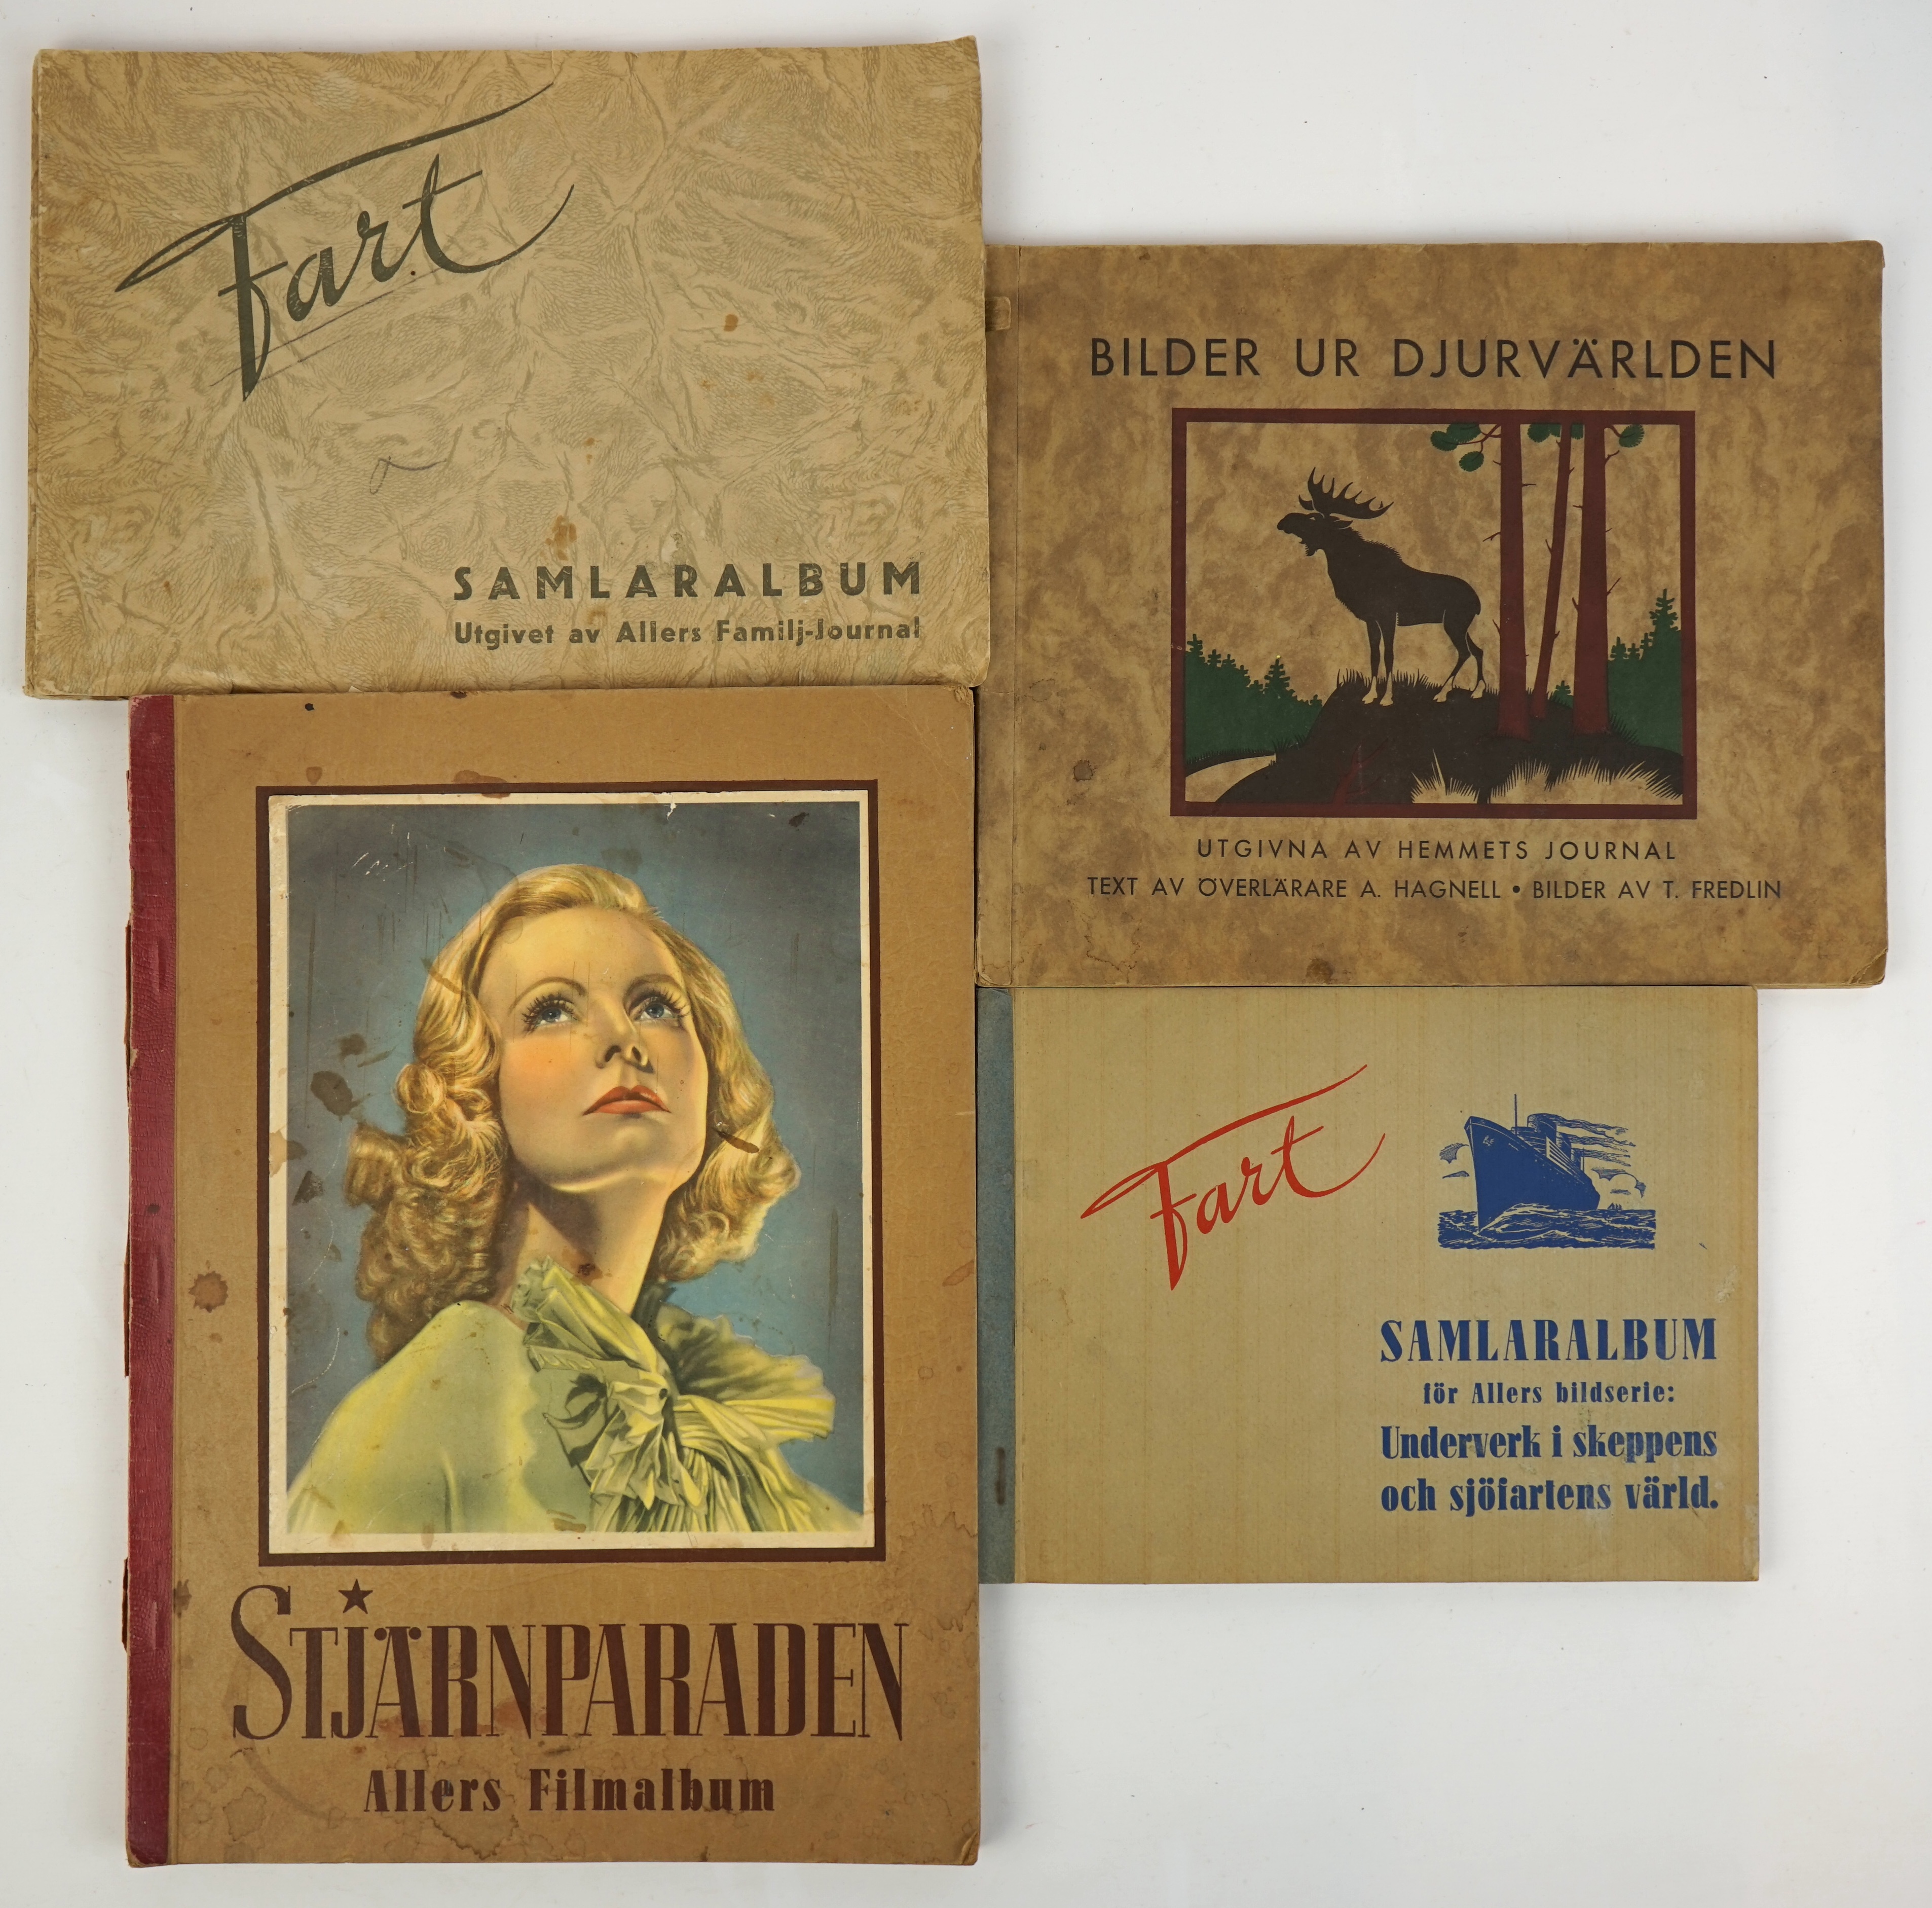 Fart
SAMLARALBUM
Utgivet av Allers Familj-Journal
BILDER UR DJURVÄRLDEN
UTGIVNA AV HEMMETS JOURNAL
TEXT AV ÖVERLÄRARE A. HAGNELL • BILDER AV T. FREDLIN
STJÄRNPARADEN
Allers Filmalbum
Fart
SAMLARALBUM
för Allers bildserie:
Underverk i skeppens
och sjöfartens värld.